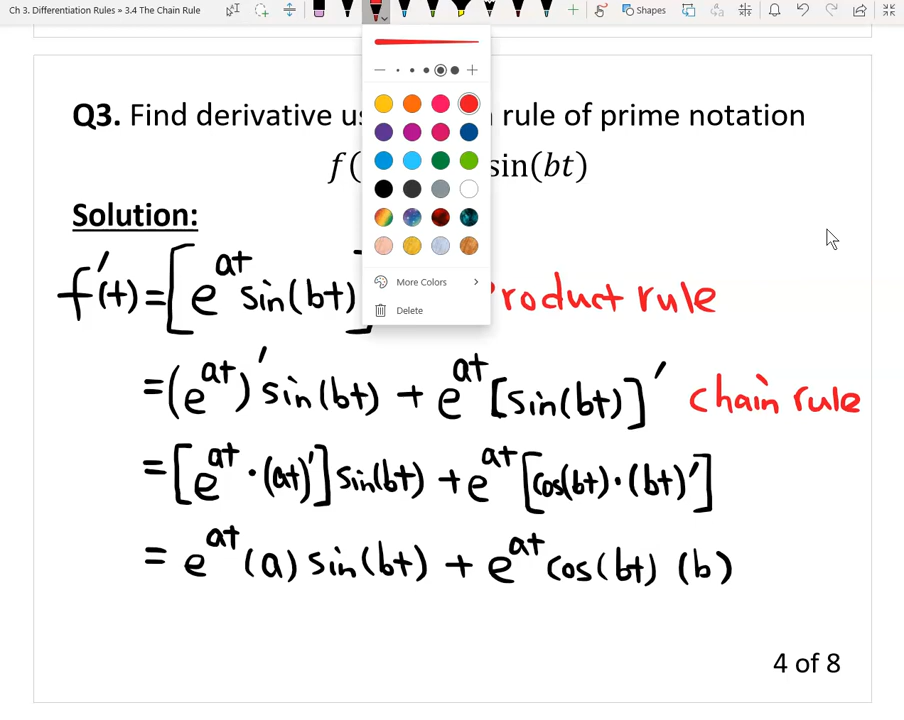 Ch 3. Differentiation Rules » 3.4 The Chain Rule
Shapes
Q3. Find derivative rule of prime notation
f( sin(bt)
Solution:
f'(t) = [e^{at} sin(bt) roduct rule
= (e^{at})' sin(bt) + e^{at} [sin(bt)]' chain rule
= [e^{at} · (at)'] sin(bt) + e^{at} [cos(bt) · (bt)']
= e^{at} (a) sin(bt) + e^{at} cos(bt) (b)
More Colors
Delete
4 of 8